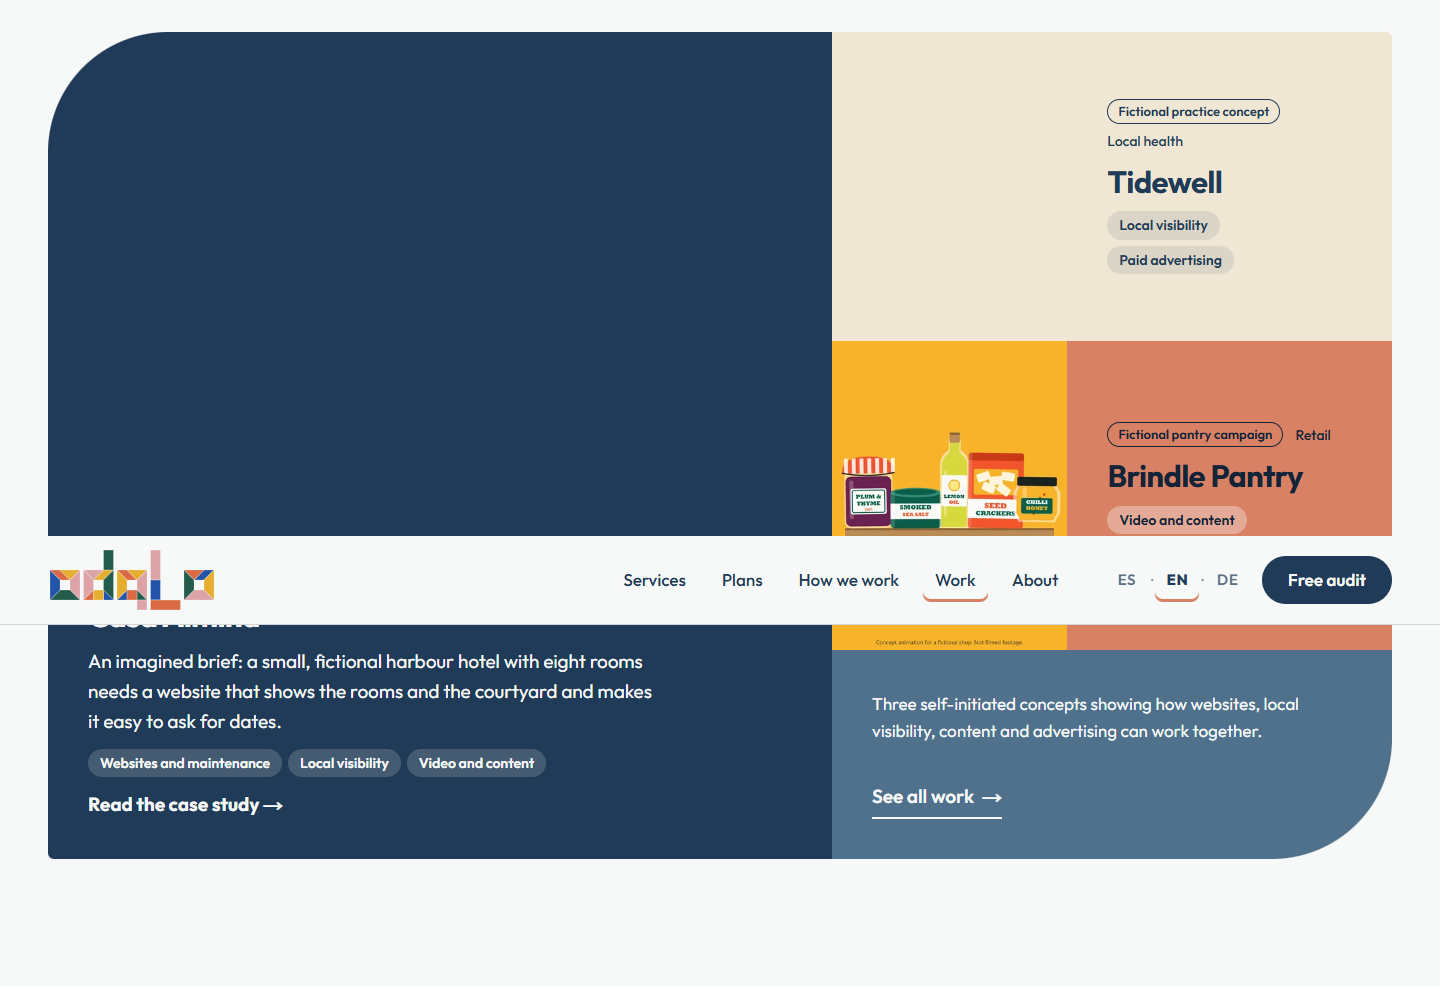 Fictional practice concept
Local health
Tidewell
Local visibility
Paid advertising
Fictional pantry campaign Retail
Brindle Pantry
Video and content
PLUM & THYME
SMOKED SEA SALT
LEMON OIL
SEED CRACKERS
CHILLI HONEY
Services Plans How we work Work About ES · EN · DE Free audit
An imagined brief: a small, fictional harbour hotel with eight rooms
needs a website that shows the rooms and the courtyard and makes
it easy to ask for dates.
Websites and maintenance Local visibility Video and content
Read the case study →
Concept animation for a fictional shop. Not filmed footage.
Three self-initiated concepts showing how websites, local
visibility, content and advertising can work together.
See all work →